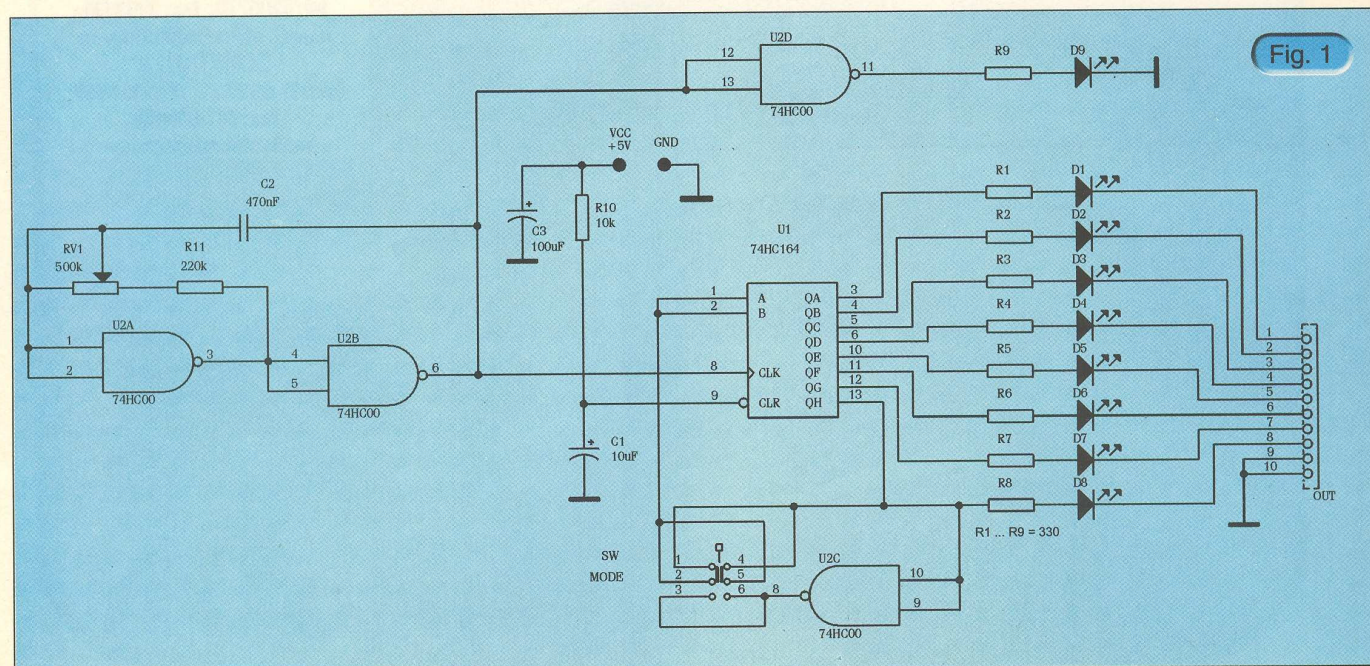 Fig. 1
U2D
12
13
11
74HC00
R9
D9
VCC
+5V
GND
C2
470nF
C3
100uF
R10
10k
RV1
500k
R11
220k
U2A
1
2
3
74HC00
U2B
4
5
6
74HC00
U1
74HC164
1
2
8
9
A
B
CLK
CLR
QA
QB
QC
QD
QE
QF
QG
QH
3
4
5
6
10
11
12
13
C1
10uF
R1
D1
R2
D2
R3
D3
R4
D4
R5
D5
R6
D6
R7
D7
R8
D8
R1 ... R9 = 330
1
2
3
4
5
6
7
8
9
10
OUT
SW
MODE
1
2
3
4
5
6
8
U2C
10
9
74HC00